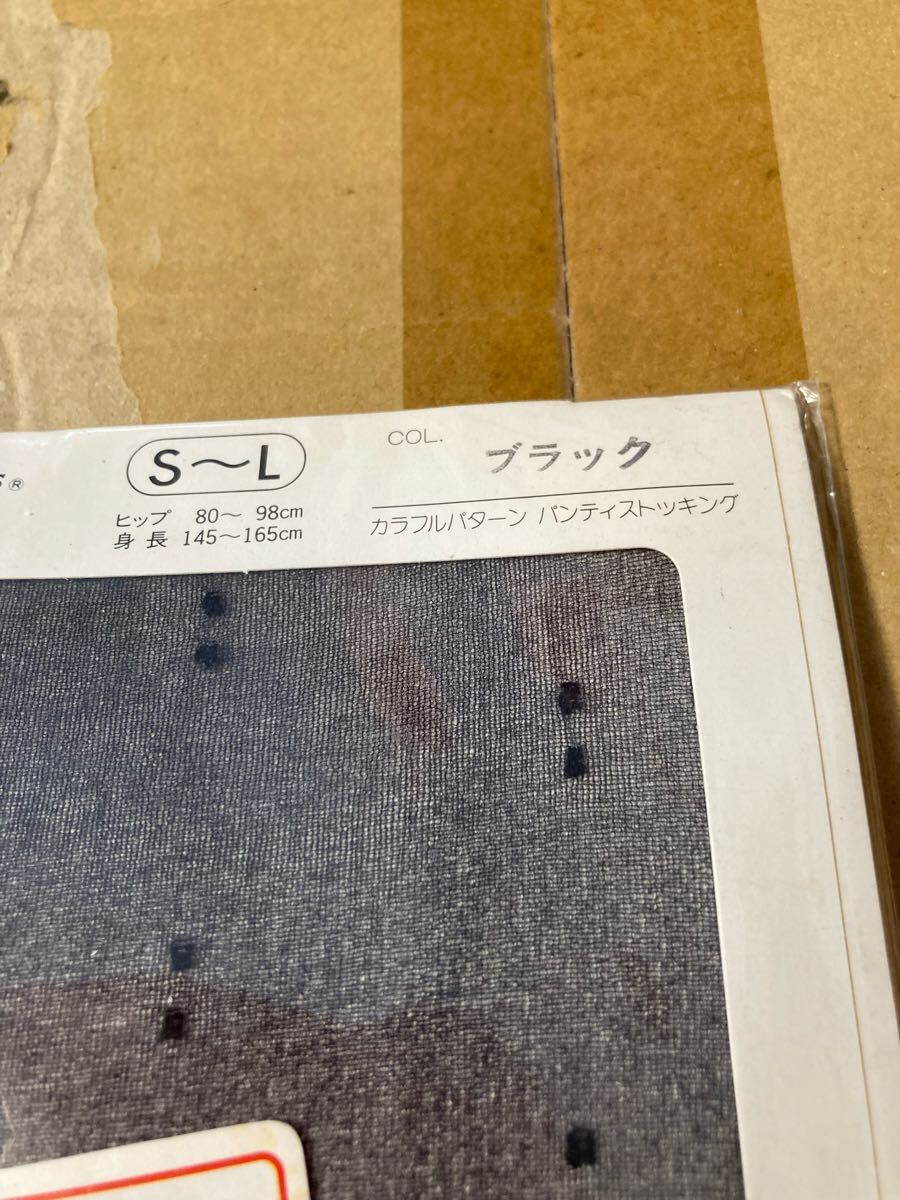 S®
S～L
ヒップ 80～ 98cm
身 長 145～165cm
COL.
ブラック
カラフルパターン パンティストッキング